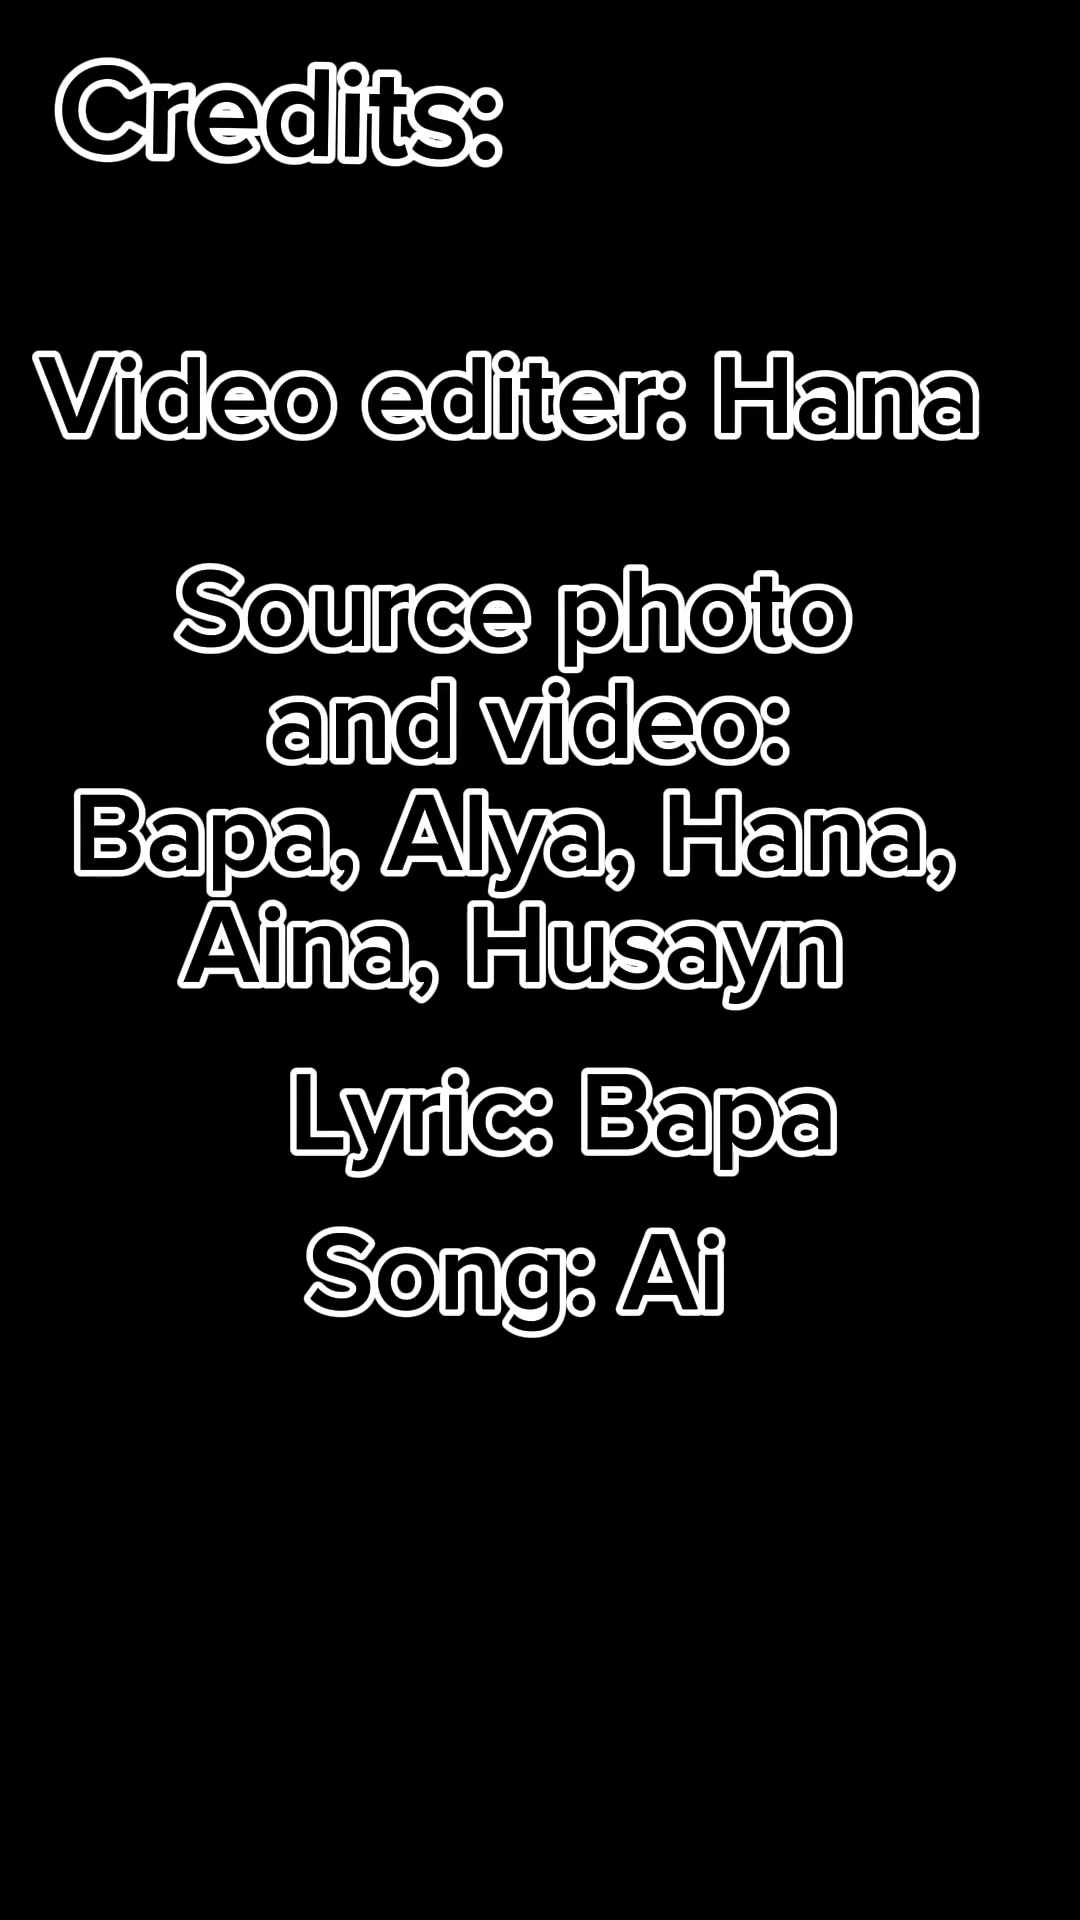 Credits:
Video editer: Hana
Source photo
and video:
Bapa, Alya, Hana,
Aina, Husayn
Lyric: Bapa
Song: Ai